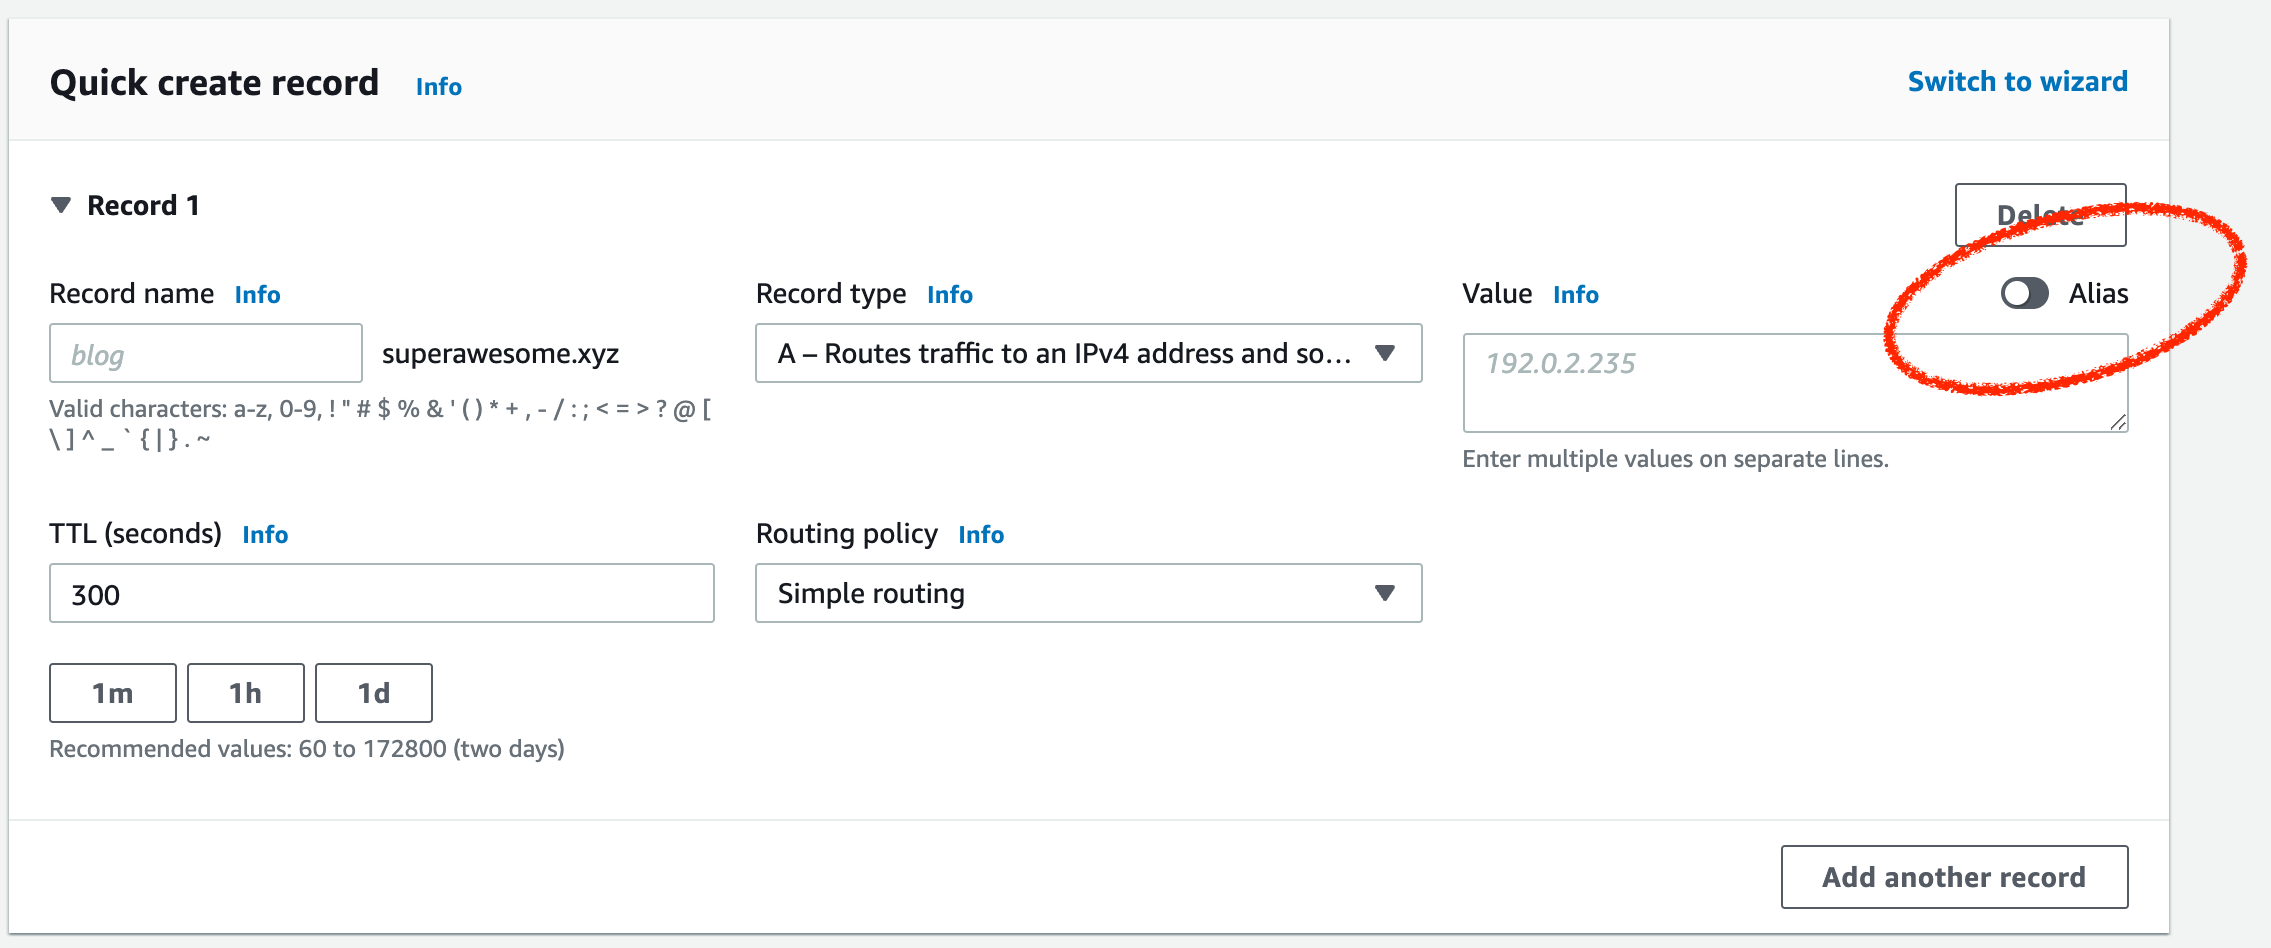 Quick create record Info Switch to wizard
Record 1 Delete
Record name Info Record type Info Value Info Alias
blog superawesome.xyz A – Routes traffic to an IPv4 address and so... 192.0.2.235
Valid characters: a-z, 0-9, ! " # $ % & ' ( ) * + , - / : ; < = > ? @ [
\ ] ^ _ ` { | } . ~
Enter multiple values on separate lines.
TTL (seconds) Info Routing policy Info
300 Simple routing
1m 1h 1d
Recommended values: 60 to 172800 (two days)
Add another record